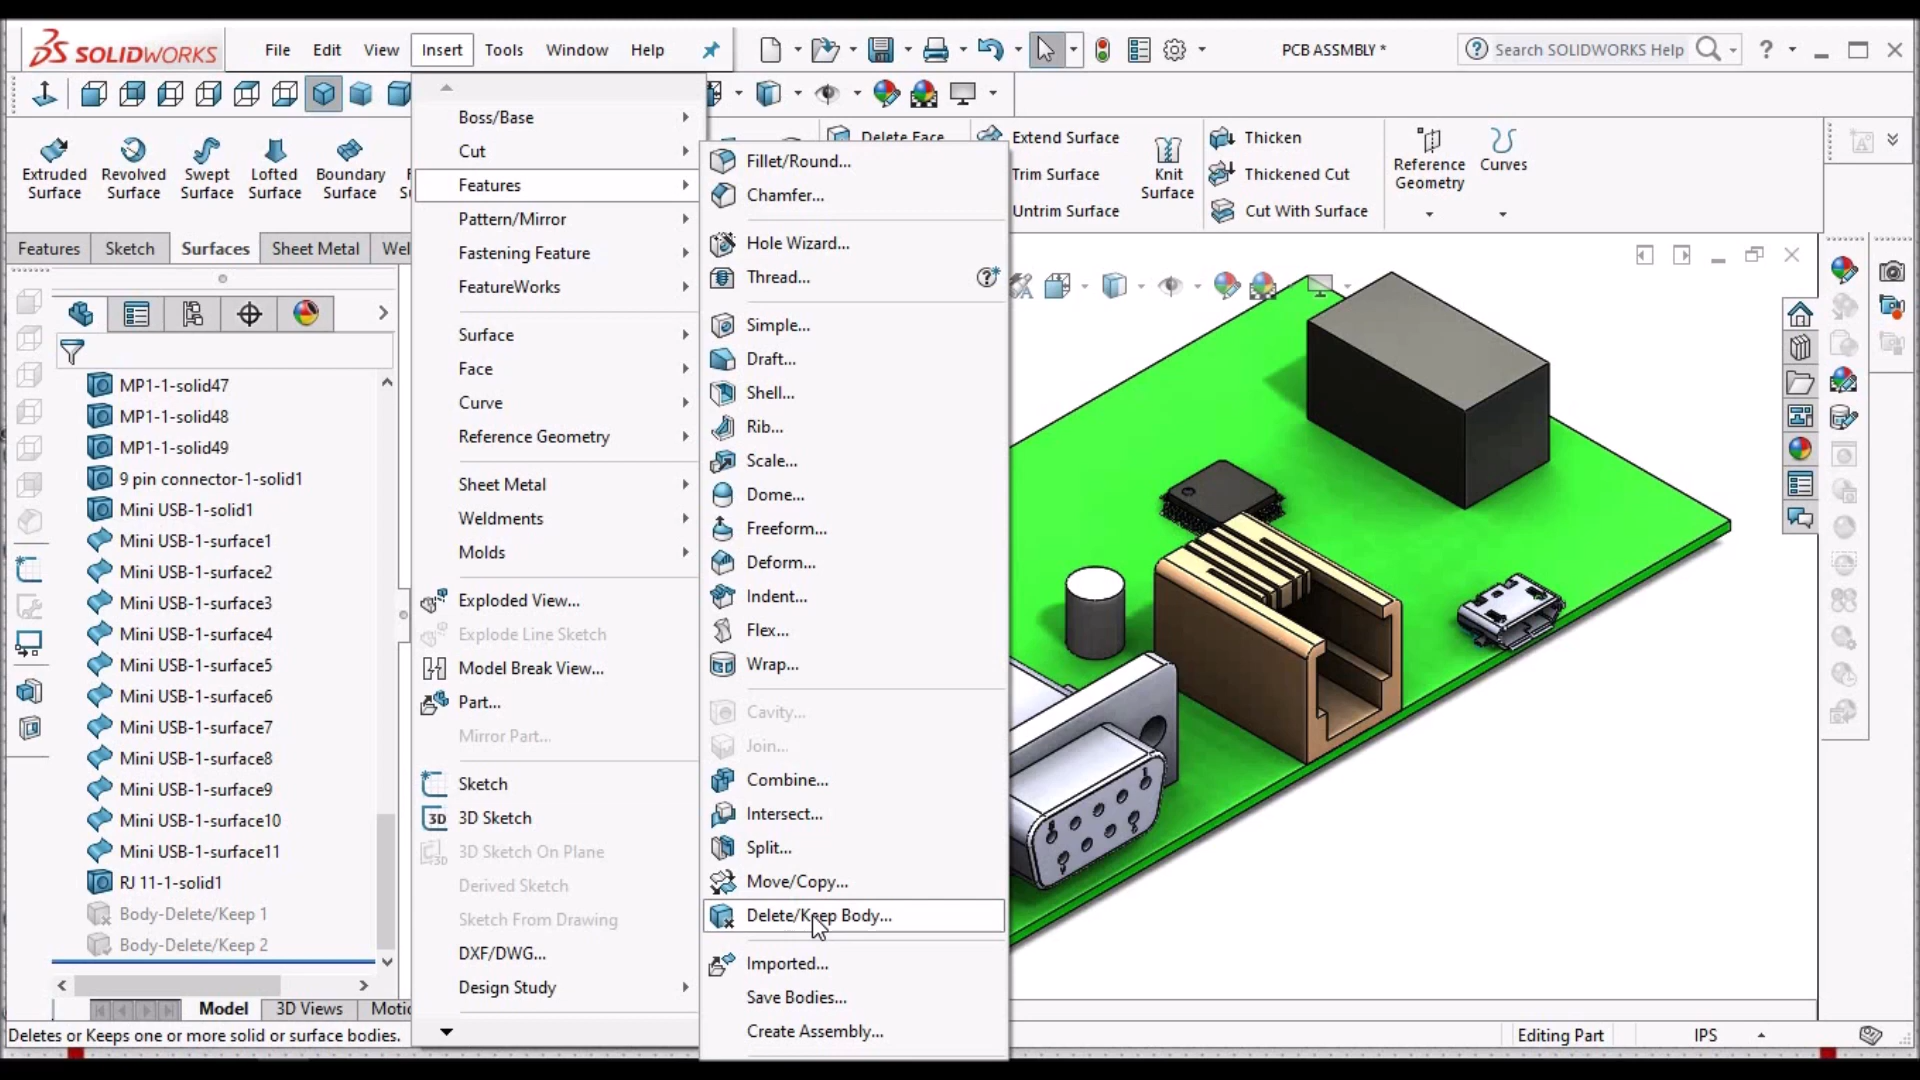 SOLIDWORKS
File Edit View Insert Tools Window Help
PCB ASSMBLY *
Search SOLIDWORKS Help
Extruded Surface
Revolved Surface
Swept Surface
Lofted Surface
Boundary Surface
Delete Face
Extend Surface
Trim Surface
Untrim Surface
Knit Surface
Thicken
Thickened Cut
Cut With Surface
Reference Geometry
Curves
Features Sketch Surfaces Sheet Metal Wel
MP1-1-solid47
MP1-1-solid48
MP1-1-solid49
9 pin connector-1-solid1
Mini USB-1-solid1
Mini USB-1-surface1
Mini USB-1-surface2
Mini USB-1-surface3
Mini USB-1-surface4
Mini USB-1-surface5
Mini USB-1-surface6
Mini USB-1-surface7
Mini USB-1-surface8
Mini USB-1-surface9
Mini USB-1-surface10
Mini USB-1-surface11
RJ 11-1-solid1
Body-Delete/Keep 1
Body-Delete/Keep 2
Model 3D Views Motic
Boss/Base
Cut
Features
Pattern/Mirror
Fastening Feature
FeatureWorks
Surface
Face
Curve
Reference Geometry
Sheet Metal
Weldments
Molds
Exploded View...
Explode Line Sketch
Model Break View...
Part...
Mirror Part...
Sketch
3D Sketch
3D Sketch On Plane
Derived Sketch
Sketch From Drawing
DXF/DWG...
Design Study
Fillet/Round...
Chamfer...
Hole Wizard...
Thread...
Simple...
Draft...
Shell...
Rib...
Scale...
Dome...
Freeform...
Deform...
Indent...
Flex...
Wrap...
Cavity...
Join...
Combine...
Intersect...
Split...
Move/Copy...
Delete/Keep Body...
Imported...
Save Bodies...
Create Assembly...
Deletes or Keeps one or more solid or surface bodies.
Editing Part
IPS